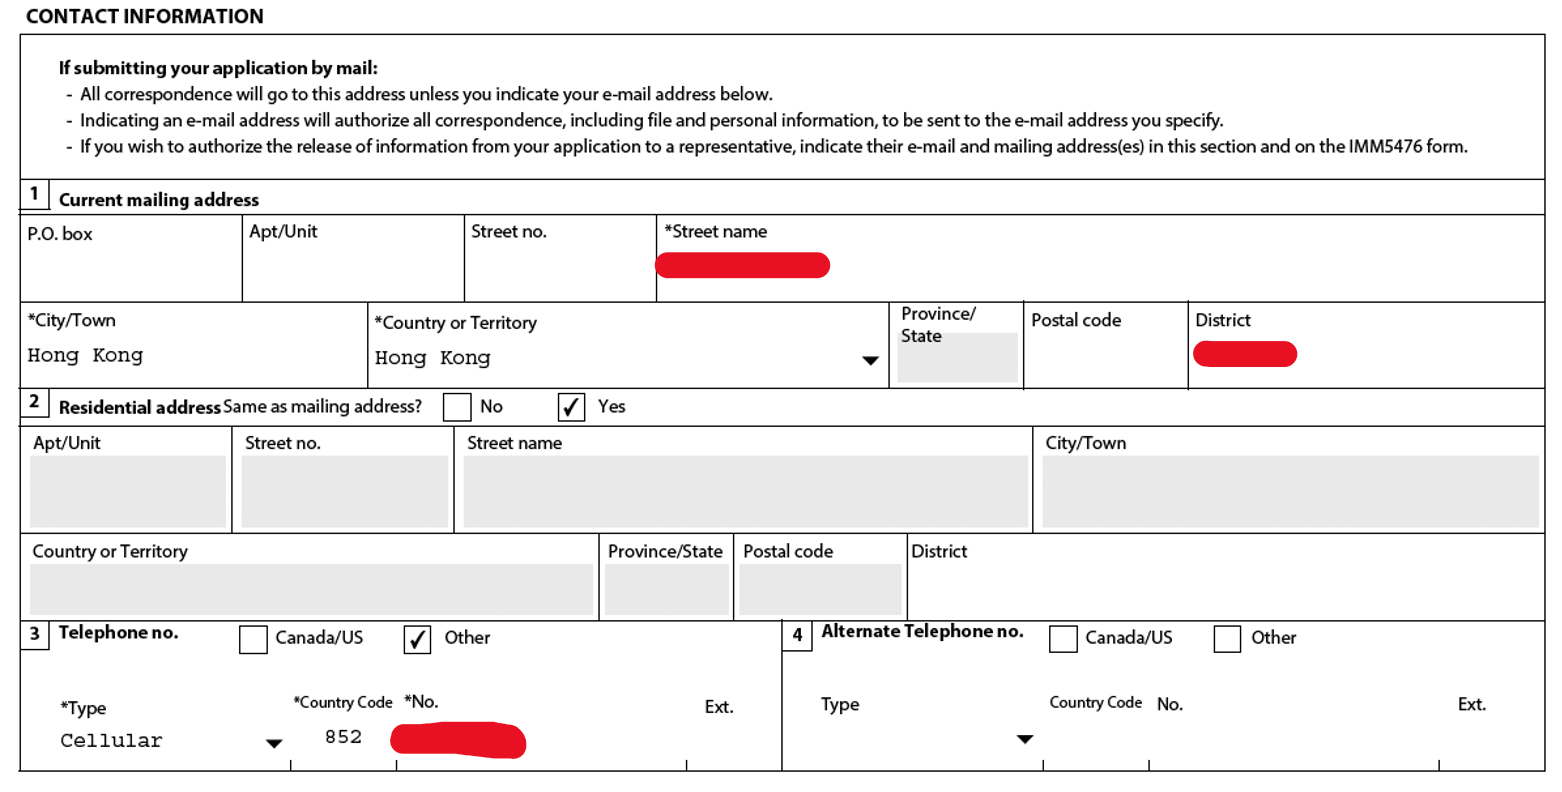 CONTACT INFORMATION
If submitting your application by mail:
- All correspondence will go to this address unless you indicate your e-mail address below.
- Indicating an e-mail address will authorize all correspondence, including file and personal information, to be sent to the e-mail address you specify.
- If you wish to authorize the release of information from your application to a representative, indicate their e-mail and mailing address(es) in this section and on the IMM5476 form.
1 Current mailing address
P.O. box Apt/Unit Street no. *Street name
*City/Town *Country or Territory Province/State Postal code District
Hong Kong Hong Kong
2 Residential address Same as mailing address? No ✓ Yes
Apt/Unit Street no. Street name City/Town
Country or Territory Province/State Postal code District
3 Telephone no. Canada/US ✓ Other 4 Alternate Telephone no. Canada/US Other
*Type *Country Code *No. Ext. Type Country Code No. Ext.
Cellular 852